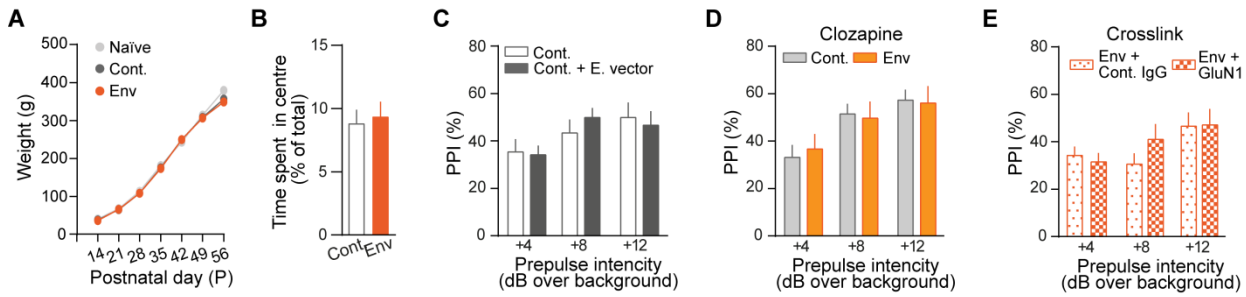 A
Naïve
Cont.
Env
Weight (g)
500
400
300
200
100
0
14 21 28 35 42 49 56
Postnatal day (P)
B
Time spent in centre
(% of total)
15
10
5
0
Cont Env
C
Cont.
Cont. + E. vector
PPI (%)
80
60
40
20
0
+4 +8 +12
Prepulse intencity
(dB over background)
D
Clozapine
Cont. Env
PPI (%)
80
60
40
20
0
+4 +8 +12
Prepulse intencity
(dB over background)
E
Crosslink
Env + Env +
Cont. IgG GluN1
PPI (%)
80
60
40
20
0
+4 +8 +12
Prepulse intencity
(dB over background)